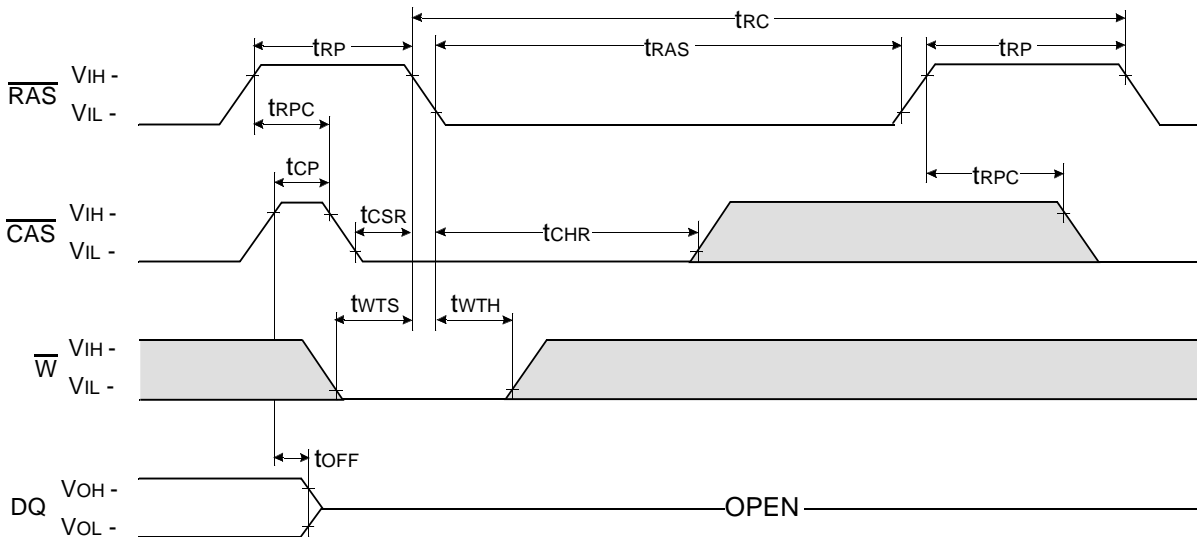 tRC
tRP tRAS tRP
RAS VIH -
VIL -
tRPC
tCP tRPC
CAS VIH -
VIL -
tCSR tCHR
tWTS tWTH
W VIH -
VIL -
tOFF
DQ VOH -
VOL -
OPEN